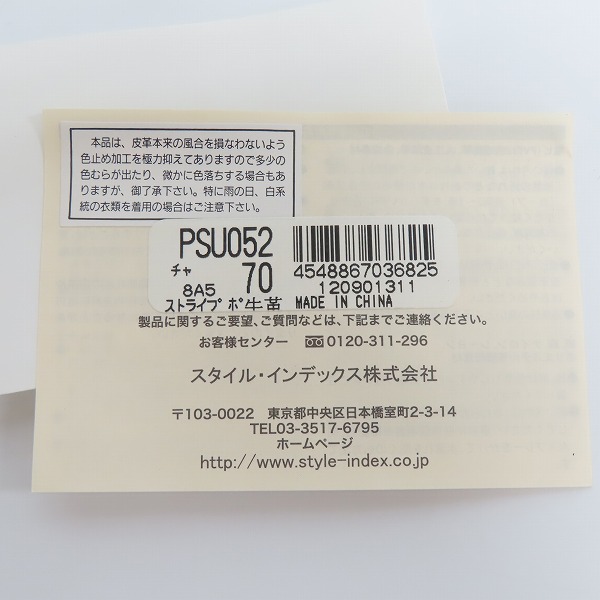 本品は、皮革本来の風合を損なわないよう
色止め加工を極力抑えてありますので多少の
色むらが出たり、微かに色落ちする場合もあり
ますが、御了承下さい。特に雨の日、白系
統の衣類を着用の場合はご注意下さい。
PSU052
チャ 70
8A5
ストライプ ポ牛革
4548867036825
120901311
MADE IN CHINA
製品に関するご要望、ご質問などは、下記までご連絡ください。
お客様センター 0120-311-296
スタイル・インデックス株式会社
〒103-0022 東京都中央区日本橋室町2-3-14
TEL03-3517-6795
ホームページ
http://www.style-index.co.jp